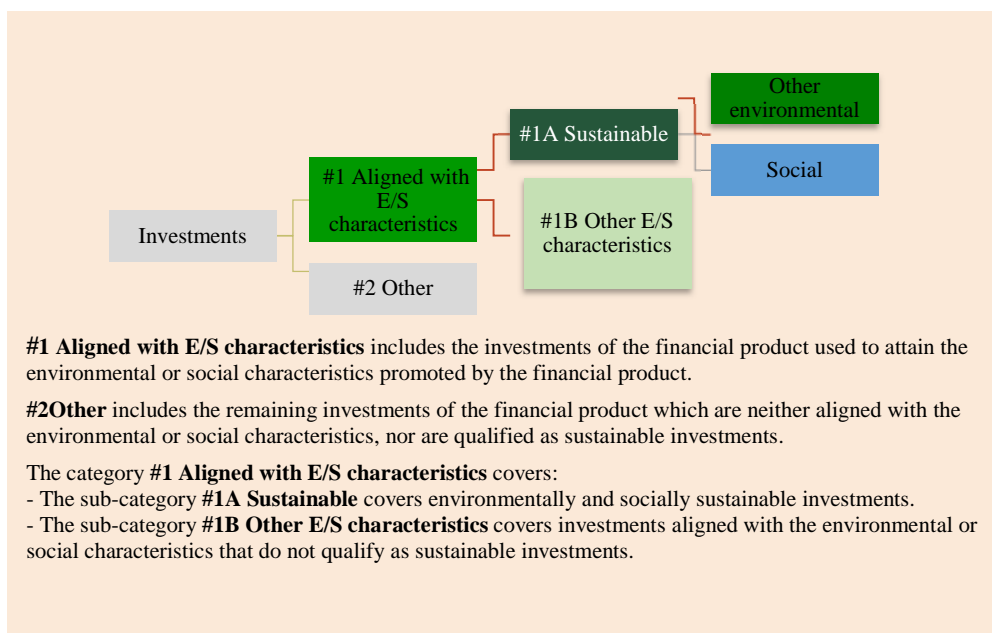 Other
environmental
#1A Sustainable
Social
#1 Aligned with
E/S
characteristics
#1B Other E/S
characteristics
Investments
#2 Other
#1 Aligned with E/S characteristics includes the investments of the financial product used to attain the
environmental or social characteristics promoted by the financial product.
#2Other includes the remaining investments of the financial product which are neither aligned with the
environmental or social characteristics, nor are qualified as sustainable investments.
The category #1 Aligned with E/S characteristics covers:
- The sub-category #1A Sustainable covers environmentally and socially sustainable investments.
- The sub-category #1B Other E/S characteristics covers investments aligned with the environmental or
social characteristics that do not qualify as sustainable investments.